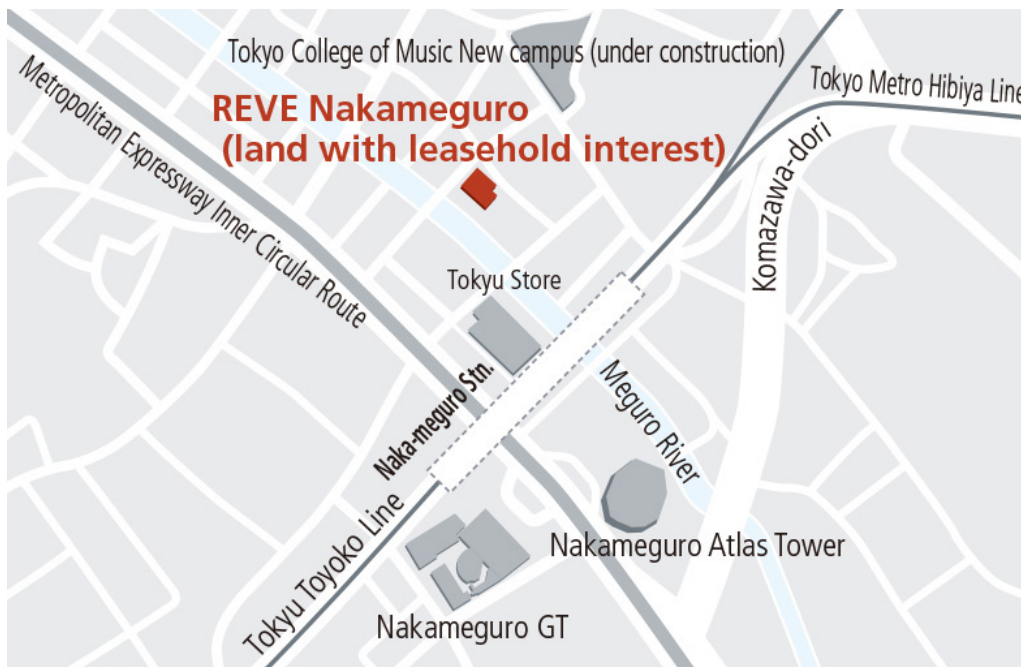 Tokyo College of Music New campus (under construction)
Tokyo Metro Hibiya Line
Metropolitan Expressway Inner Circular Route
REVE Nakameguro
(land with leasehold interest)
Komazawa-dori
Tokyu Store
Naka-meguro Stn.
Meguro River
Tokyu Toyoko Line
Nakameguro Atlas Tower
Nakameguro GT